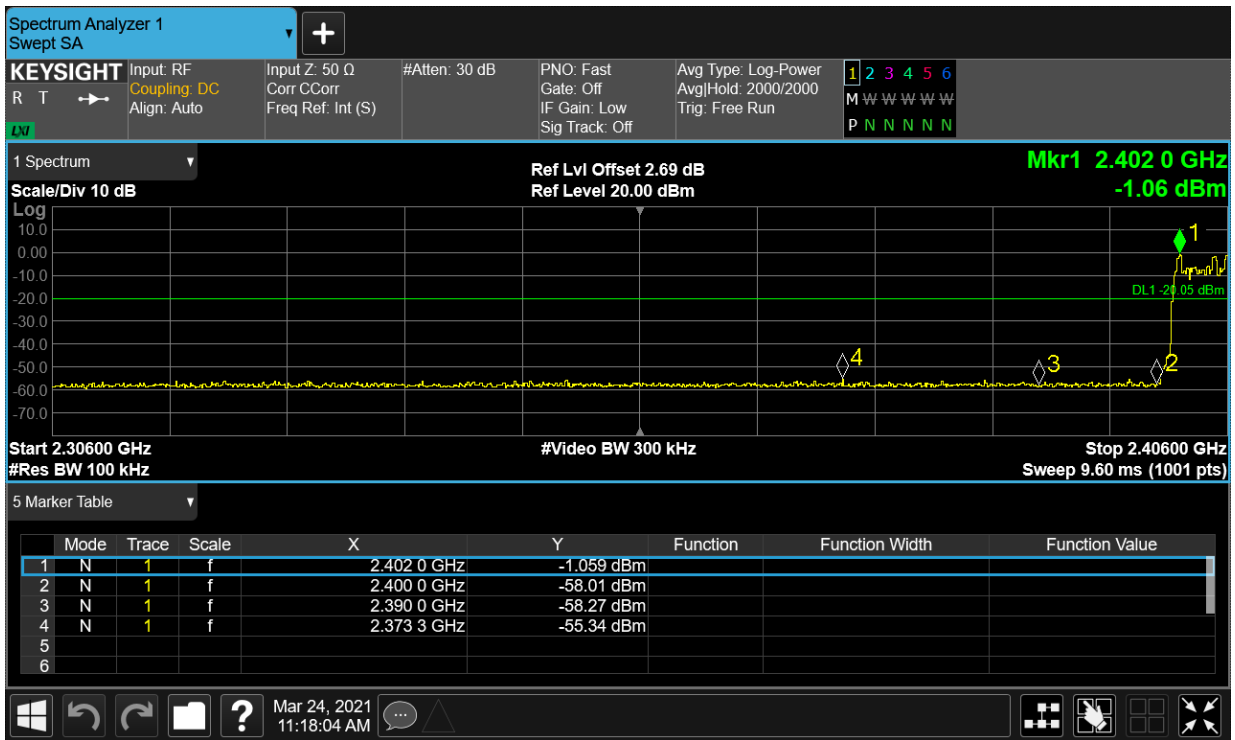 Spectrum Analyzer 1
Swept SA
+
KEYSIGHT Input: RF Input Z: 50 Ω #Atten: 30 dB PNO: Fast Avg Type: Log-Power 1 2 3 4 5 6
R T Coupling: DC Corr CCorr Gate: Off Avg|Hold: 2000/2000 M W W W W W
Align: Auto Freq Ref: Int (S) IF Gain: Low Trig: Free Run
LXI Sig Track: Off P N N N N N
1 Spectrum Ref Lvl Offset 2.69 dB Mkr1 2.402 0 GHz
Scale/Div 10 dB Ref Level 20.00 dBm -1.06 dBm
Log
10.0 1
0.00
-10.0
DL1 -20.05 dBm
-20.0
-30.0
-40.0
-50.0 4 3 2
-60.0
-70.0
Start 2.30600 GHz #Video BW 300 kHz Stop 2.40600 GHz
#Res BW 100 kHz Sweep 9.60 ms (1001 pts)
5 Marker Table
Mode Trace Scale X Y Function Function Width Function Value
1 N 1 f 2.402 0 GHz -1.059 dBm
2 N 1 f 2.400 0 GHz -58.01 dBm
3 N 1 f 2.390 0 GHz -58.27 dBm
4 N 1 f 2.373 3 GHz -55.34 dBm
5
6
? Mar 24, 2021
11:18:04 AM